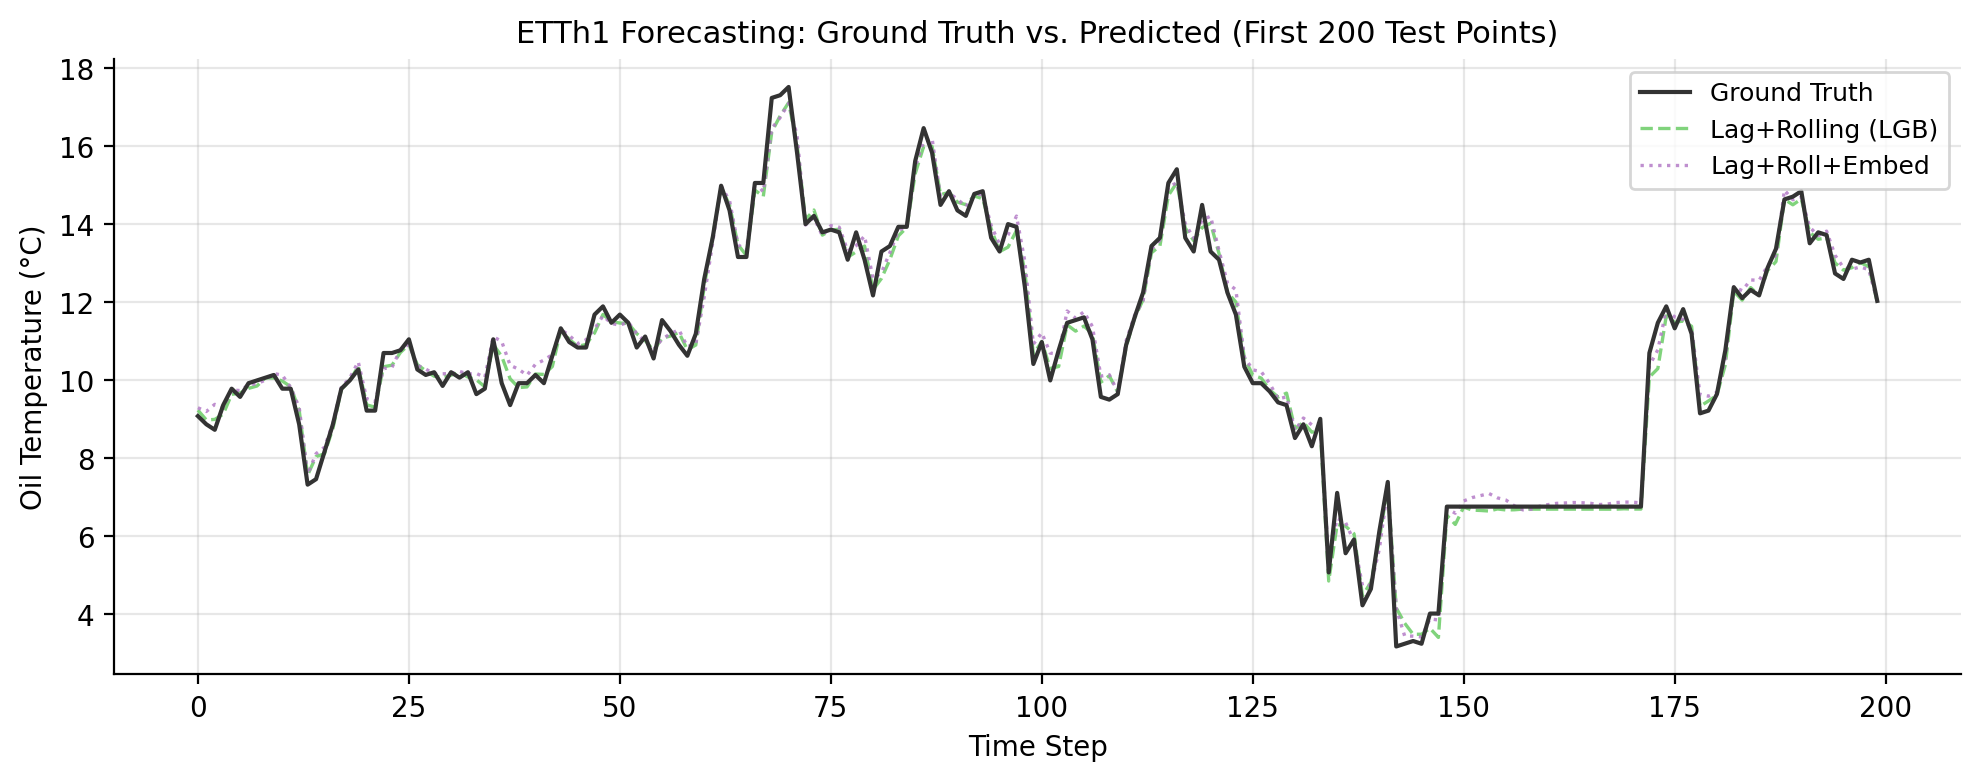 ETTh1 Forecasting: Ground Truth vs. Predicted (First 200 Test Points)
18
16
14
12
10
8
6
4
Oil Temperature (°C)
Ground Truth
Lag+Rolling (LGB)
Lag+Roll+Embed
0 25 50 75 100 125 150 175 200
Time Step